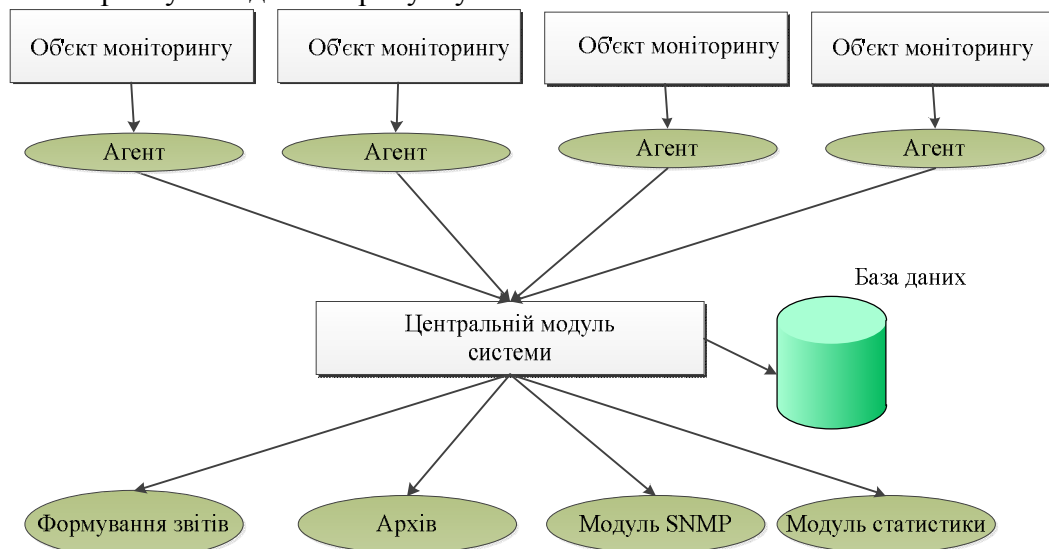 Об'єкт моніторингу
Об'єкт моніторингу
Об'єкт моніторингу
Об'єкт моніторингу
Агент
Агент
Агент
Агент
База даних
Центральній модуль
системи
Формування звітів
Архів
Модуль SNMP
Модуль статистики